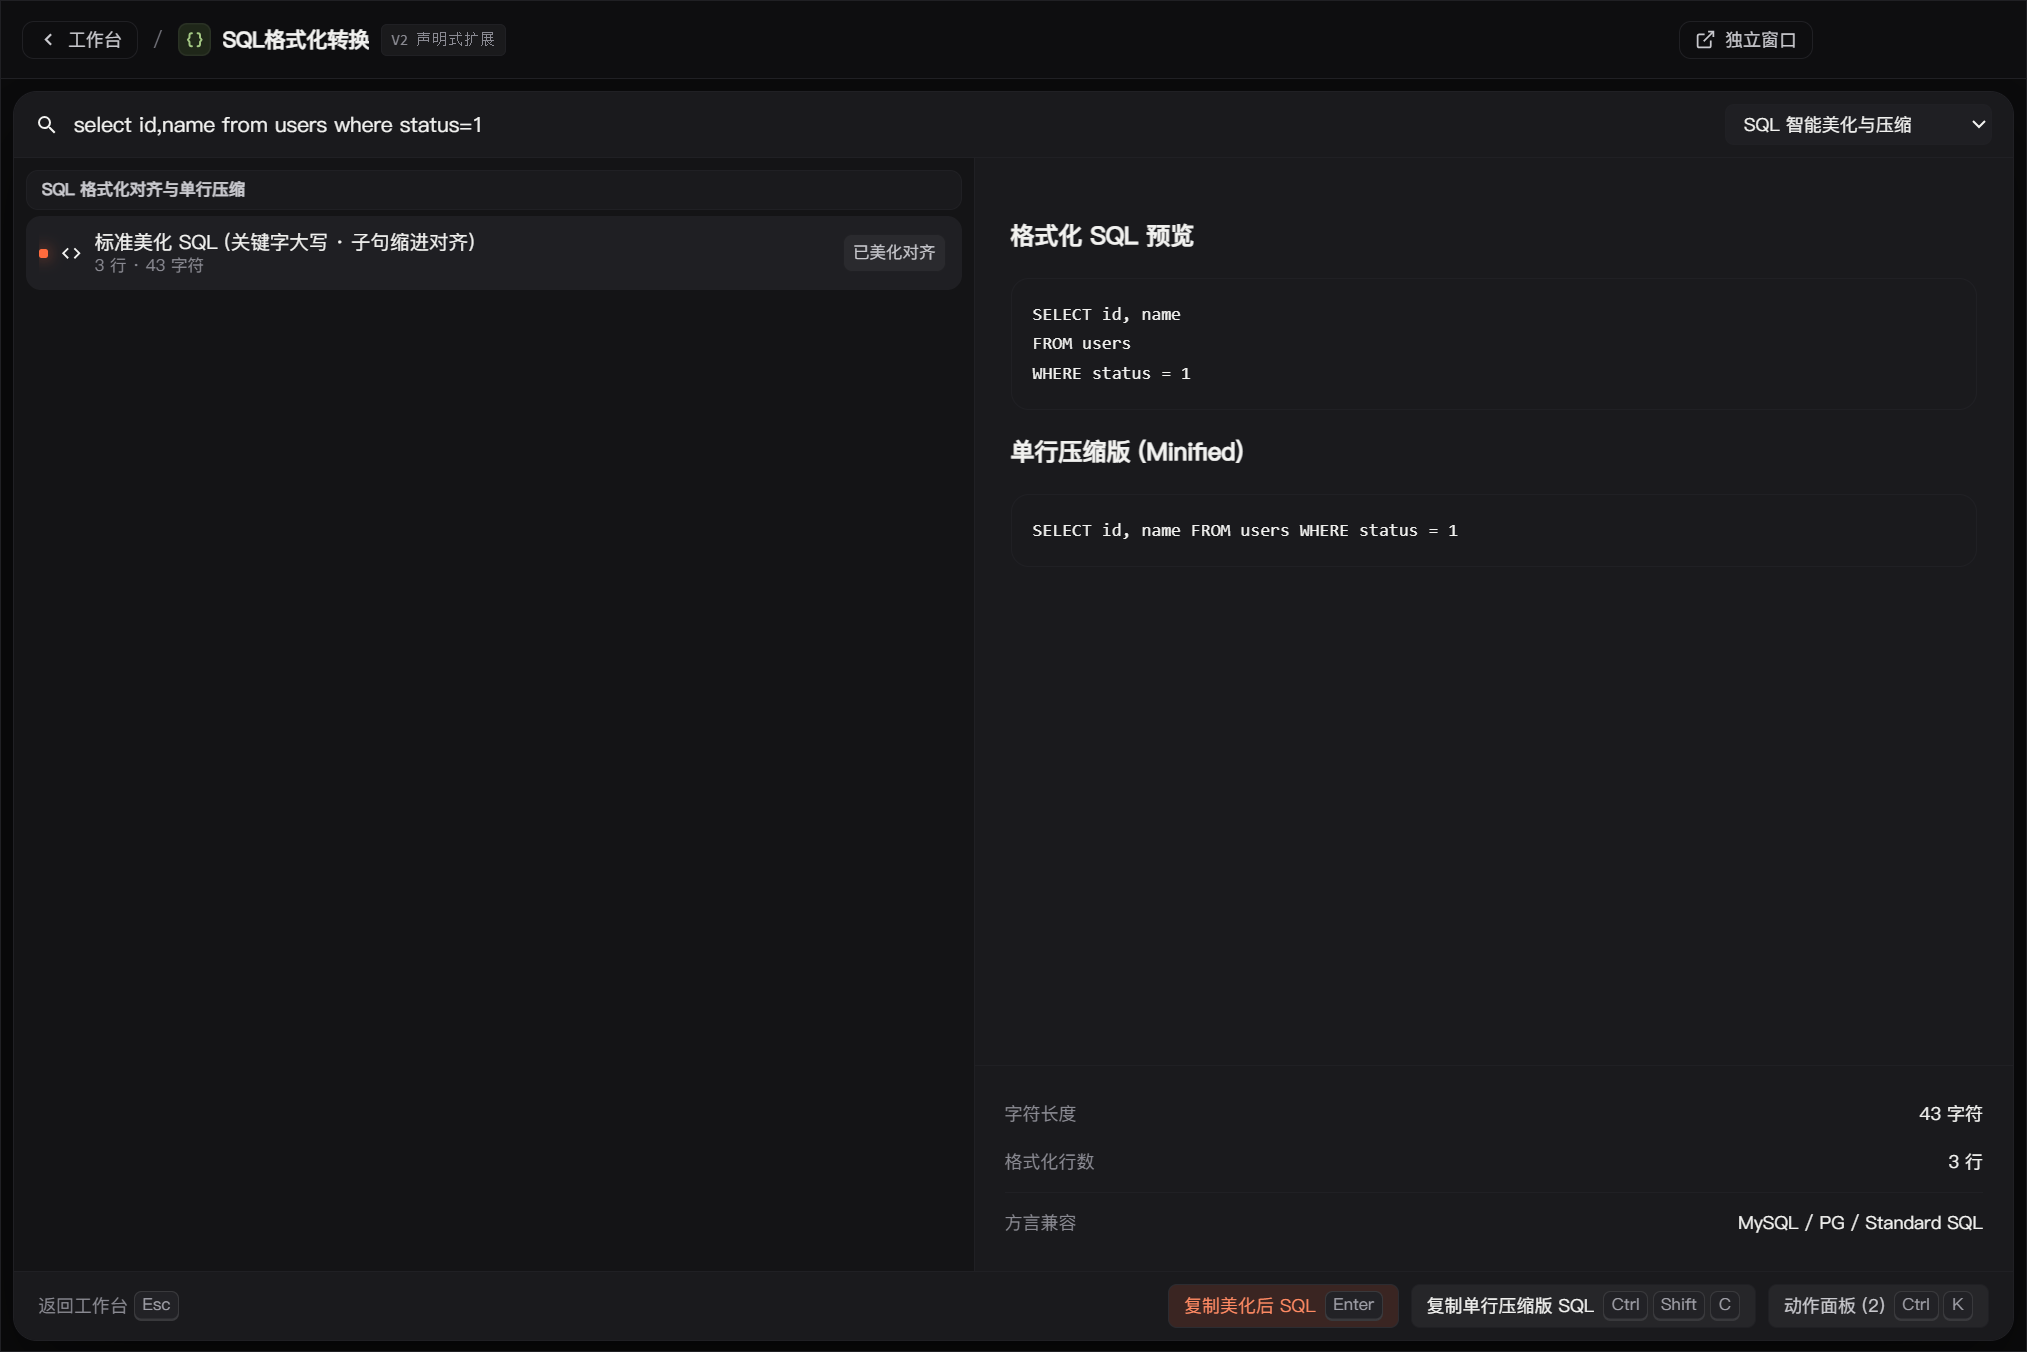 工作台 / {} SQL格式化转换 V2 声明式扩展 独立窗口
select id,name from users where status=1
SQL 智能美化与压缩
SQL 格式化对齐与单行压缩
标准美化 SQL (关键字大写 · 子句缩进对齐)
3 行 · 43 字符
已美化对齐
格式化 SQL 预览
SELECT id, name
FROM users
WHERE status = 1
单行压缩版 (Minified)
SELECT id, name FROM users WHERE status = 1
字符长度 43 字符
格式化行数 3 行
方言兼容 MySQL / PG / Standard SQL
返回工作台 Esc 复制美化后 SQL Enter 复制单行压缩版 SQL Ctrl Shift C 动作面板 (2) Ctrl K